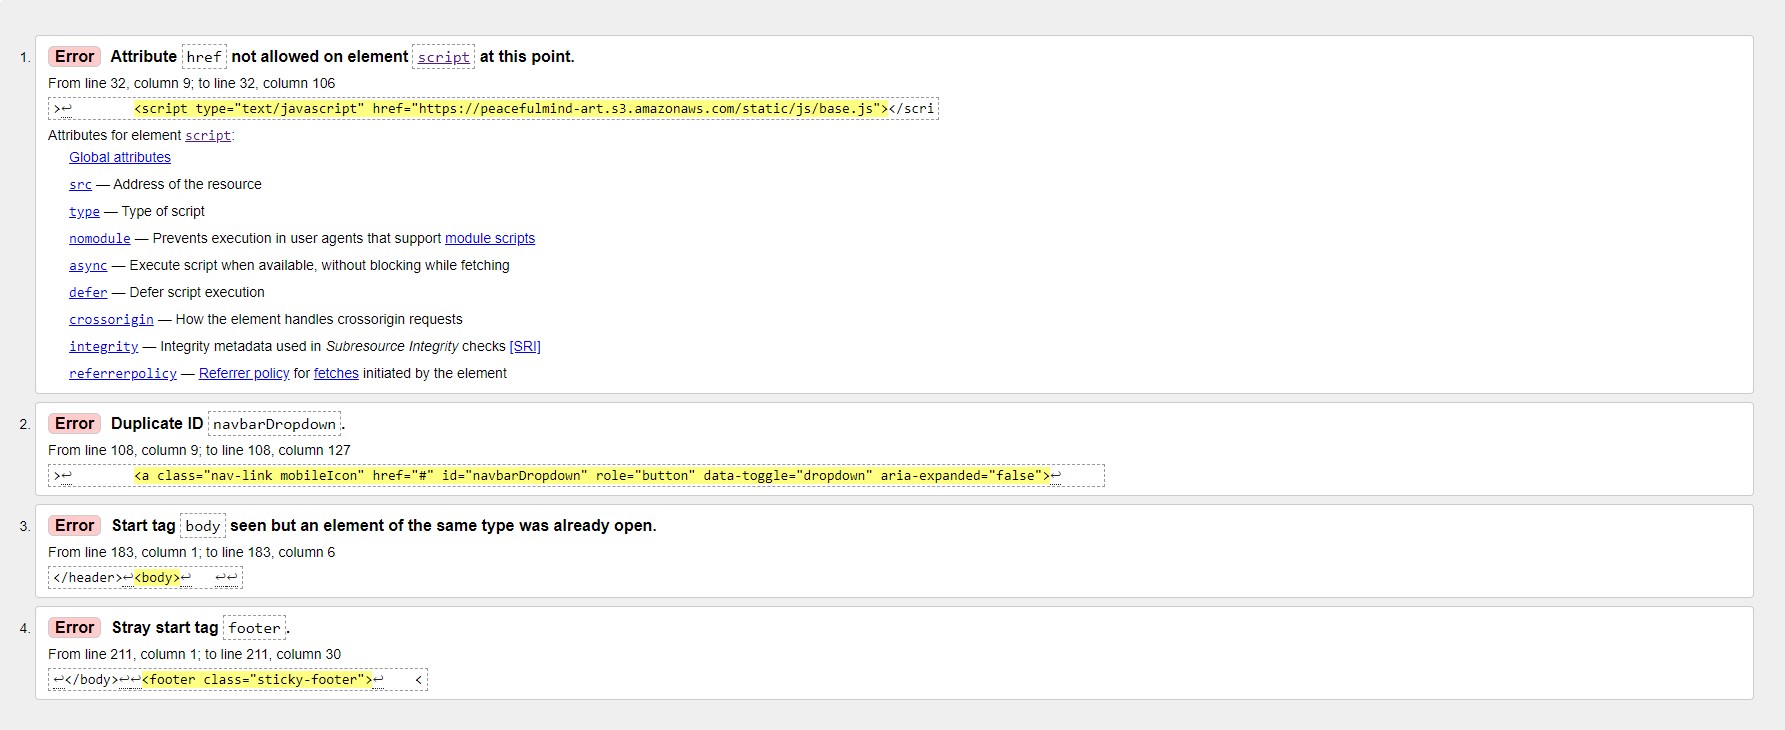 1. Error Attribute href not allowed on element script at this point.
From line 32, column 9; to line 32, column 106
>↩        <script type="text/javascript" href="https://peacefulmind-art.s3.amazonaws.com/static/js/base.js"></scri
Attributes for element script:
Global attributes
src — Address of the resource
type — Type of script
nomodule — Prevents execution in user agents that support module scripts
async — Execute script when available, without blocking while fetching
defer — Defer script execution
crossorigin — How the element handles crossorigin requests
integrity — Integrity metadata used in Subresource Integrity checks [SRI]
referrerpolicy — Referrer policy for fetches initiated by the element
2. Error Duplicate ID navbarDropdown.
From line 108, column 9; to line 108, column 127
>↩        <a class="nav-link mobileIcon" href="#" id="navbarDropdown" role="button" data-toggle="dropdown" aria-expanded="false">↩
3. Error Start tag body seen but an element of the same type was already open.
From line 183, column 1; to line 183, column 6
</header>↩<body>↩   ↩↩
4. Error Stray start tag footer.
From line 211, column 1; to line 211, column 30
↩</body>↩↩<footer class="sticky-footer">↩    <